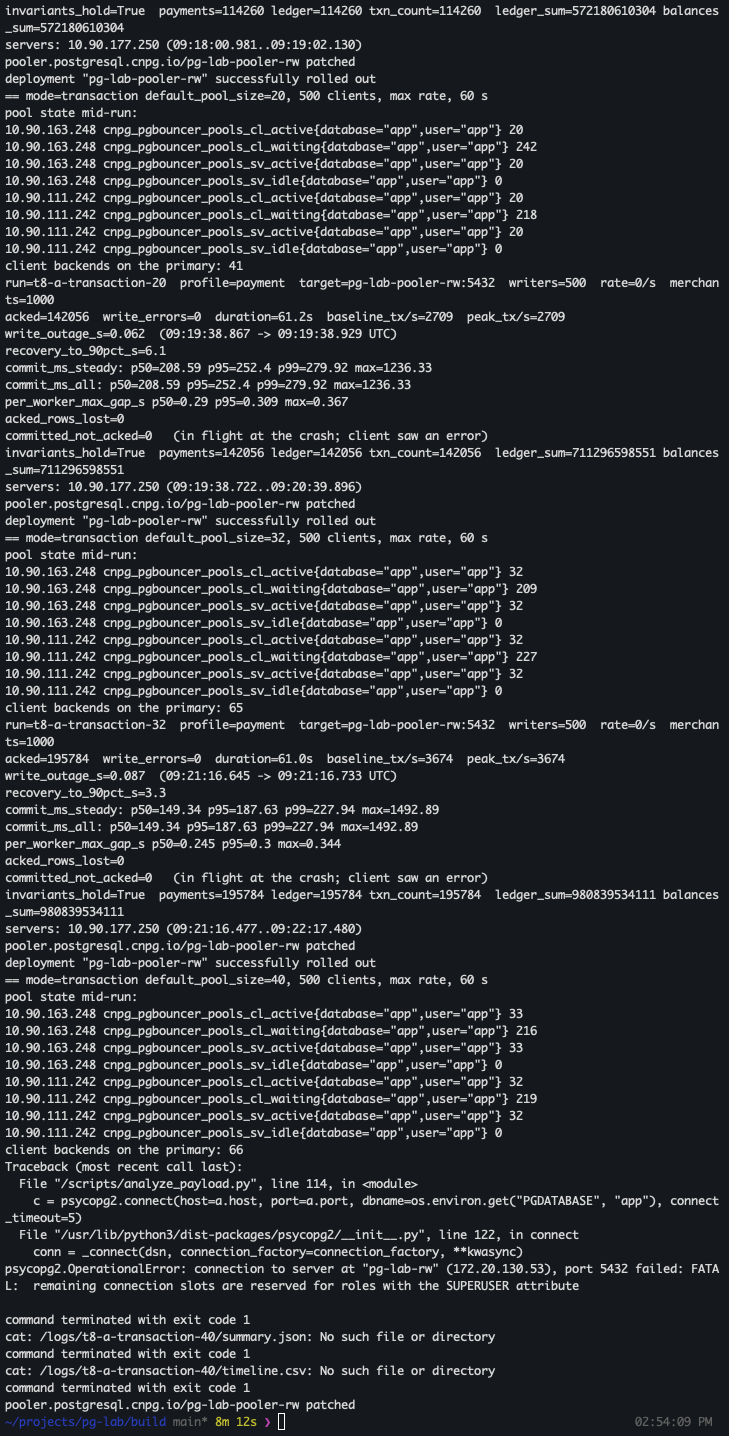 invariants_hold=True  payments=114260 ledger=114260 txn_count=114260  ledger_sum=572180610304 balances
_sum=572180610304
servers: 10.90.177.250 (09:18:00.981..09:19:02.130)
pooler.postgresql.cnpg.io/pg-lab-pooler-rw patched
deployment "pg-lab-pooler-rw" successfully rolled out
== mode=transaction default_pool_size=20, 500 clients, max rate, 60 s
pool state mid-run:
10.90.163.248 cnpg_pgbouncer_pools_cl_active{database="app",user="app"} 20
10.90.163.248 cnpg_pgbouncer_pools_cl_waiting{database="app",user="app"} 242
10.90.163.248 cnpg_pgbouncer_pools_sv_active{database="app",user="app"} 20
10.90.163.248 cnpg_pgbouncer_pools_sv_idle{database="app",user="app"} 0
10.90.111.242 cnpg_pgbouncer_pools_cl_active{database="app",user="app"} 20
10.90.111.242 cnpg_pgbouncer_pools_cl_waiting{database="app",user="app"} 218
10.90.111.242 cnpg_pgbouncer_pools_sv_active{database="app",user="app"} 20
10.90.111.242 cnpg_pgbouncer_pools_sv_idle{database="app",user="app"} 0
client backends on the primary: 41
run=t8-a-transaction-20  profile=payment  target=pg-lab-pooler-rw:5432  writers=500  rate=0/s  merchan
ts=1000
acked=142056  write_errors=0  duration=61.2s  baseline_tx/s=2709  peak_tx/s=2709
write_outage_s=0.062  (09:19:38.867 -> 09:19:38.929 UTC)
recovery_to_90pct_s=6.1
commit_ms_steady: p50=208.59 p95=252.4 p99=279.92 max=1236.33
commit_ms_all: p50=208.59 p95=252.4 p99=279.92 max=1236.33
per_worker_max_gap_s p50=0.29 p95=0.309 max=0.367
acked_rows_lost=0
committed_not_acked=0   (in flight at the crash; client saw an error)
invariants_hold=True  payments=142056 ledger=142056 txn_count=142056  ledger_sum=711296598551 balances
_sum=711296598551
servers: 10.90.177.250 (09:19:38.722..09:20:39.896)
pooler.postgresql.cnpg.io/pg-lab-pooler-rw patched
deployment "pg-lab-pooler-rw" successfully rolled out
== mode=transaction default_pool_size=32, 500 clients, max rate, 60 s
pool state mid-run:
10.90.163.248 cnpg_pgbouncer_pools_cl_active{database="app",user="app"} 32
10.90.163.248 cnpg_pgbouncer_pools_cl_waiting{database="app",user="app"} 209
10.90.163.248 cnpg_pgbouncer_pools_sv_active{database="app",user="app"} 32
10.90.163.248 cnpg_pgbouncer_pools_sv_idle{database="app",user="app"} 0
10.90.111.242 cnpg_pgbouncer_pools_cl_active{database="app",user="app"} 32
10.90.111.242 cnpg_pgbouncer_pools_cl_waiting{database="app",user="app"} 227
10.90.111.242 cnpg_pgbouncer_pools_sv_active{database="app",user="app"} 32
10.90.111.242 cnpg_pgbouncer_pools_sv_idle{database="app",user="app"} 0
client backends on the primary: 65
run=t8-a-transaction-32  profile=payment  target=pg-lab-pooler-rw:5432  writers=500  rate=0/s  merchan
ts=1000
acked=195784  write_errors=0  duration=61.0s  baseline_tx/s=3674  peak_tx/s=3674
write_outage_s=0.087  (09:21:16.645 -> 09:21:16.733 UTC)
recovery_to_90pct_s=3.3
commit_ms_steady: p50=149.34 p95=187.63 p99=227.94 max=1492.89
commit_ms_all: p50=149.34 p95=187.63 p99=227.94 max=1492.89
per_worker_max_gap_s p50=0.245 p95=0.3 max=0.344
acked_rows_lost=0
committed_not_acked=0   (in flight at the crash; client saw an error)
invariants_hold=True  payments=195784 ledger=195784 txn_count=195784  ledger_sum=980839534111 balances
_sum=980839534111
servers: 10.90.177.250 (09:21:16.477..09:22:17.480)
pooler.postgresql.cnpg.io/pg-lab-pooler-rw patched
deployment "pg-lab-pooler-rw" successfully rolled out
== mode=transaction default_pool_size=40, 500 clients, max rate, 60 s
pool state mid-run:
10.90.163.248 cnpg_pgbouncer_pools_cl_active{database="app",user="app"} 33
10.90.163.248 cnpg_pgbouncer_pools_cl_waiting{database="app",user="app"} 216
10.90.163.248 cnpg_pgbouncer_pools_sv_active{database="app",user="app"} 33
10.90.163.248 cnpg_pgbouncer_pools_sv_idle{database="app",user="app"} 0
10.90.111.242 cnpg_pgbouncer_pools_cl_active{database="app",user="app"} 32
10.90.111.242 cnpg_pgbouncer_pools_cl_waiting{database="app",user="app"} 219
10.90.111.242 cnpg_pgbouncer_pools_sv_active{database="app",user="app"} 32
10.90.111.242 cnpg_pgbouncer_pools_sv_idle{database="app",user="app"} 0
client backends on the primary: 66
Traceback (most recent call last):
  File "/scripts/analyze_payload.py", line 114, in <module>
    c = psycopg2.connect(host=a.host, port=a.port, dbname=os.environ.get("PGDATABASE", "app"), connect
_timeout=5)
  File "/usr/lib/python3/dist-packages/psycopg2/__init__.py", line 122, in connect
    conn = _connect(dsn, connection_factory=connection_factory, **kwasync)
psycopg2.OperationalError: connection to server at "pg-lab-rw" (172.20.130.53), port 5432 failed: FATA
L:  remaining connection slots are reserved for roles with the SUPERUSER attribute

command terminated with exit code 1
cat: /logs/t8-a-transaction-40/summary.json: No such file or directory
command terminated with exit code 1
cat: /logs/t8-a-transaction-40/timeline.csv: No such file or directory
command terminated with exit code 1
pooler.postgresql.cnpg.io/pg-lab-pooler-rw patched
~/projects/pg-lab/build main* 8m 12s ❯ 02:54:09 PM